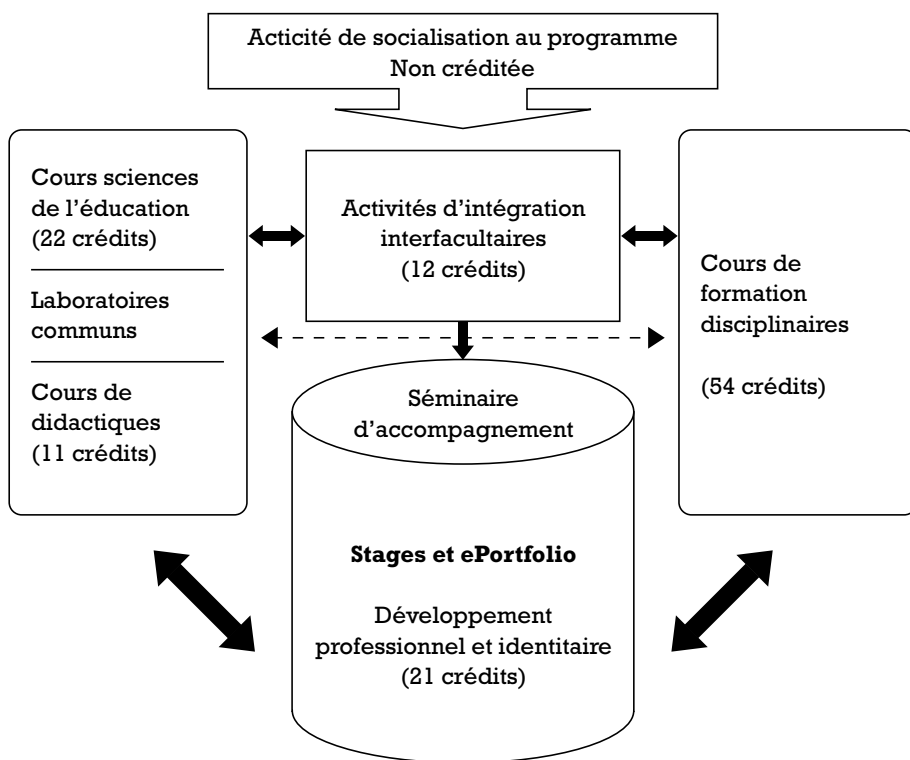 Acticité de socialisation au programme
Non créditée
Cours sciences
de l’éducation
(22 crédits)
Laboratoires
communs
Cours de
didactiques
(11 crédits)
Activités d’intégration
interfacultaires
(12 crédits)
Cours de
formation
disciplinaires
(54 crédits)
Séminaire
d’accompagnement
Stages et ePortfolio
Développement
professionnel et identitaire
(21 crédits)